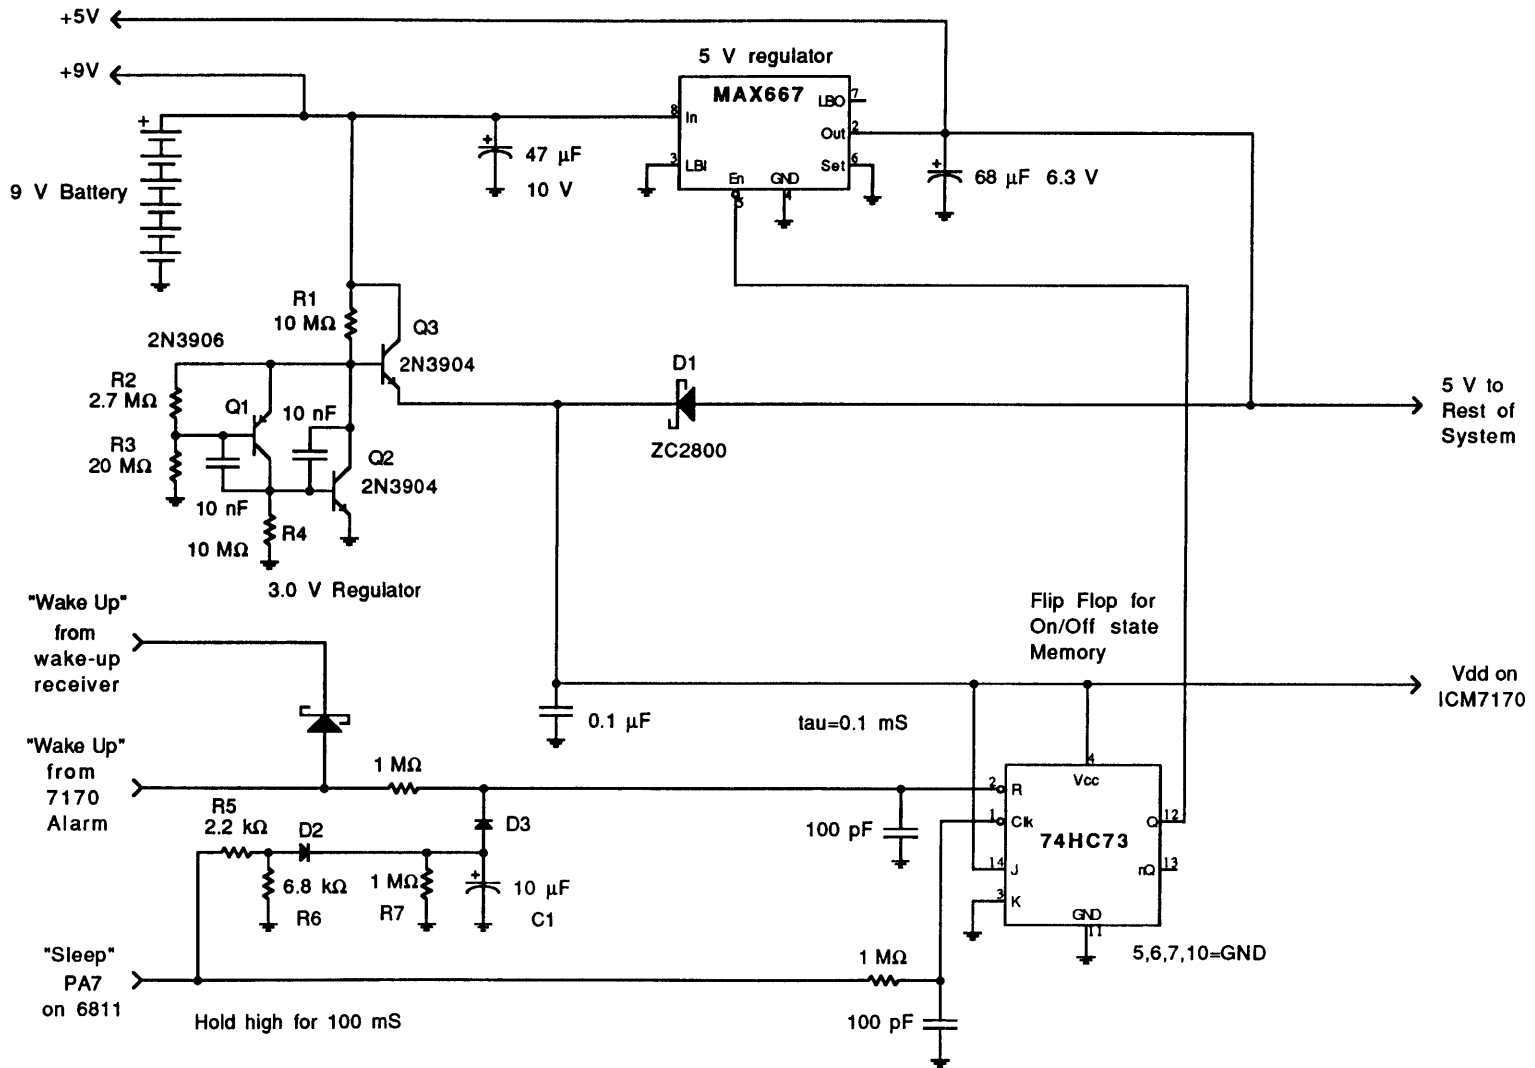 +5V
+9V
5 V regulator
MAX667
8
In
LBO
7
Out
2
3
LBI
Set
6
En
5
GND
4
+
9 V Battery
+
47 µF
10 V
+
68 µF 6.3 V
R1
10 MΩ
Q3
2N3904
2N3906
R2
2.7 MΩ
Q1
10 nF
R3
20 MΩ
Q2
2N3904
10 nF
R4
10 MΩ
3.0 V Regulator
D1
ZC2800
5 V to
Rest of
System
"Wake Up"
from
wake-up
receiver
"Wake Up"
from
7170
Alarm
1 MΩ
R5
2.2 kΩ
D2
D3
6.8 kΩ
R6
1 MΩ
R7
+
10 µF
C1
0.1 µF
tau=0.1 mS
Flip Flop for
On/Off state
Memory
Vdd on
ICM7170
4
Vcc
2
R
1
Clk
74HC73
Q
12
14
J
nQ
13
3
K
GND
11
5,6,7,10=GND
100 pF
"Sleep"
PA7
on 6811
Hold high for 100 mS
1 MΩ
100 pF